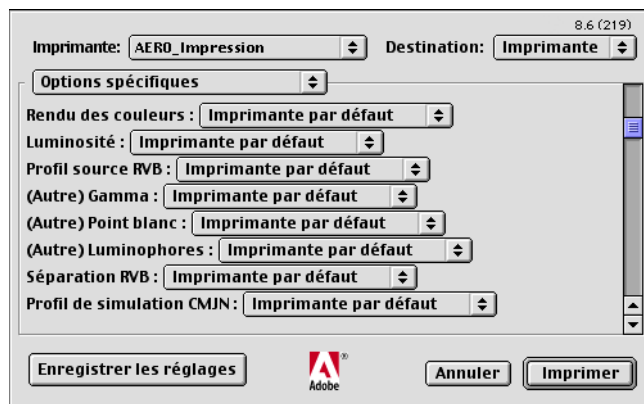 8.6 (219)
Imprimante: AERO_Impression Destination: Imprimante
Options spécifiques
Rendu des couleurs : Imprimante par défaut
Luminosité : Imprimante par défaut
Profil source RVB : Imprimante par défaut
(Autre) Gamma : Imprimante par défaut
(Autre) Point blanc : Imprimante par défaut
(Autre) Luminophores : Imprimante par défaut
Séparation RVB : Imprimante par défaut
Profil de simulation CMJN : Imprimante par défaut
Enregistrer les réglages Adobe® Annuler Imprimer